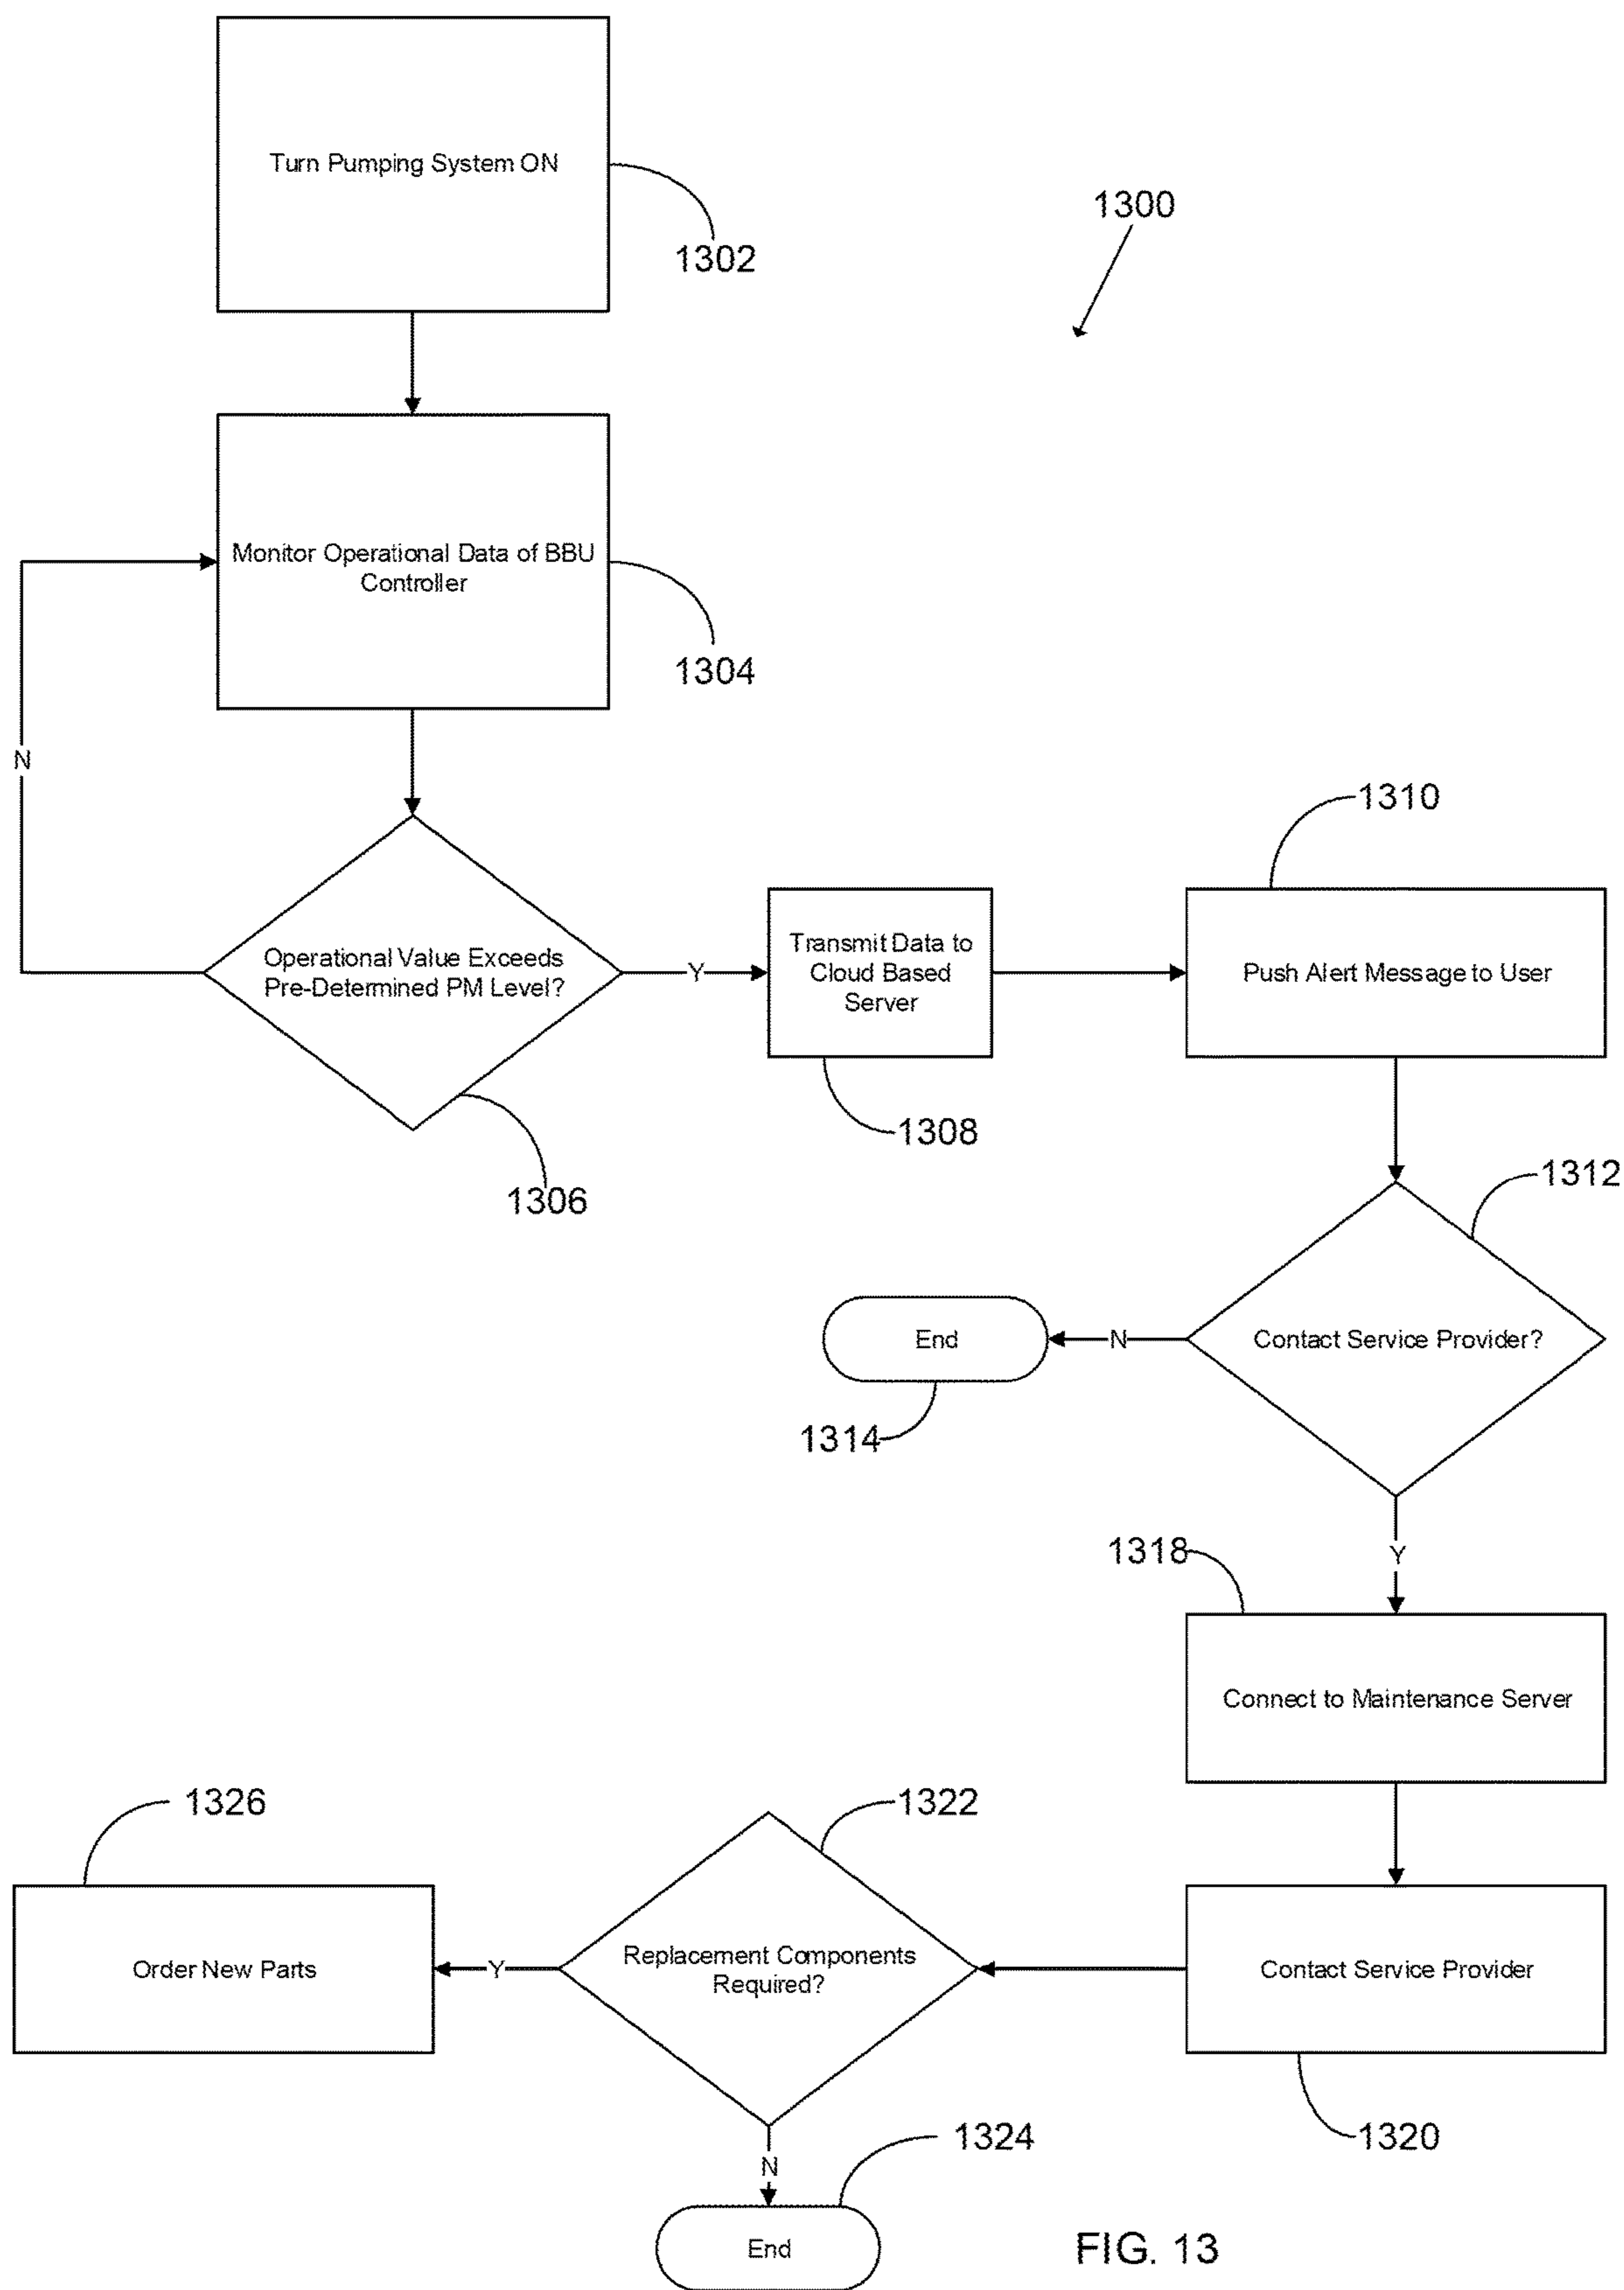 Turn Pumping System ON
1302
1300
Monitor Operational Data of BBU
Controller
1304
N
Operational Value Exceeds
Pre-Determined PM Level?
1306
Y
Transmit Data to
Cloud Based
Server
1308
1310
Push Alert Message to User
1312
Contact Service Provider?
N
End
1314
Y
1318
Connect to Maintenance Server
Contact Service Provider
1320
1322
Replacement Components
Required?
Y
1326
Order New Parts
N
1324
End
FIG. 13